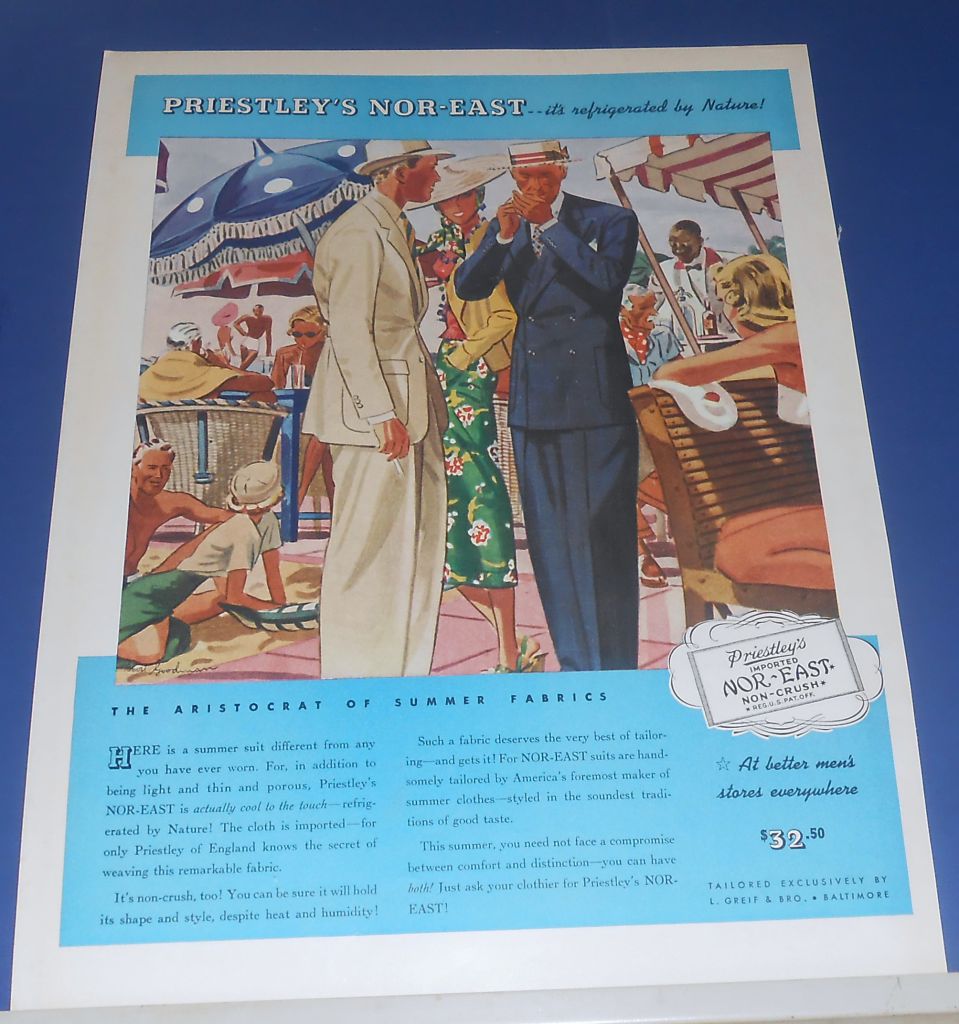 PRIESTLEY'S NOR-EAST--it's refrigerated by Nature!
Goodman
Priestley's
IMPORTED
NOR-EAST★
NON-CRUSH★
★REG.U.S.PAT.OFF.
THE ARISTOCRAT OF SUMMER FABRICS
HERE is a summer suit different from any
you have ever worn. For, in addition to
being light and thin and porous, Priestley's
NOR-EAST is actually cool to the touch—refrig-
erated by Nature! The cloth is imported—for
only Priestley of England knows the secret of
weaving this remarkable fabric.
It's non-crush, too! You can be sure it will hold
its shape and style, despite heat and humidity!
Such a fabric deserves the very best of tailor-
ing—and gets it! For NOR-EAST suits are hand-
somely tailored by America's foremost maker of
summer clothes—styled in the soundest tradi-
tions of good taste.
This summer, you need not face a compromise
between comfort and distinction—you can have
both! Just ask your clothier for Priestley's NOR-
EAST!
☆ At better men's
stores everywhere
$32.50
TAILORED EXCLUSIVELY BY
L. GREIF & BRO. • BALTIMORE